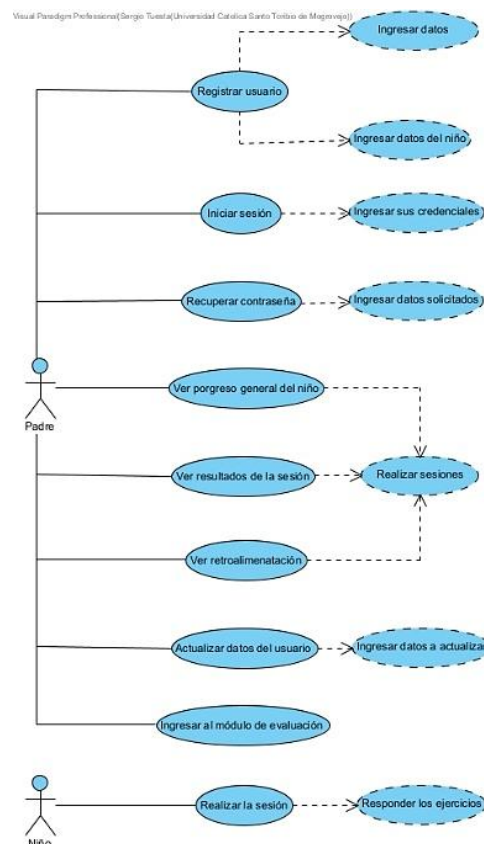 Visual Paradigm Professional(Sergio Tuesta(Universidad Catolica Santo Toribio de Mogrovejo))
Ingresar datos
Registrar usuario
Ingresar datos del niño
Iniciar sesión
Ingresar sus credenciales
Recuperar contraseña
Ingresar datos solicitados
Padre
Ver porgreso general del niño
Ver resultados de la sesión
Realizar sesiones
Ver retroalimenatación
Actualizar datos del usuario
Ingresar datos a actualizar
Ingresar al módulo de evaluación
Realizar la sesión
Responder los ejercicios
Niño